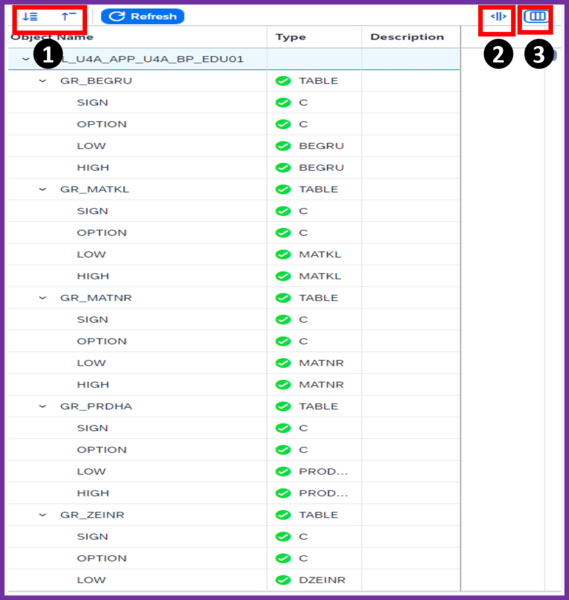 Refresh
Object Name Type Description
1 2 3
L_U4A_APP_U4A_BP_EDU01
GR_BEGRU TABLE
SIGN C
OPTION C
LOW BEGRU
HIGH BEGRU
GR_MATKL TABLE
SIGN C
OPTION C
LOW MATKL
HIGH MATKL
GR_MATNR TABLE
SIGN C
OPTION C
LOW MATNR
HIGH MATNR
GR_PRDHA TABLE
SIGN C
OPTION C
LOW PROD...
HIGH PROD...
GR_ZEINR TABLE
SIGN C
OPTION C
LOW DZEINR